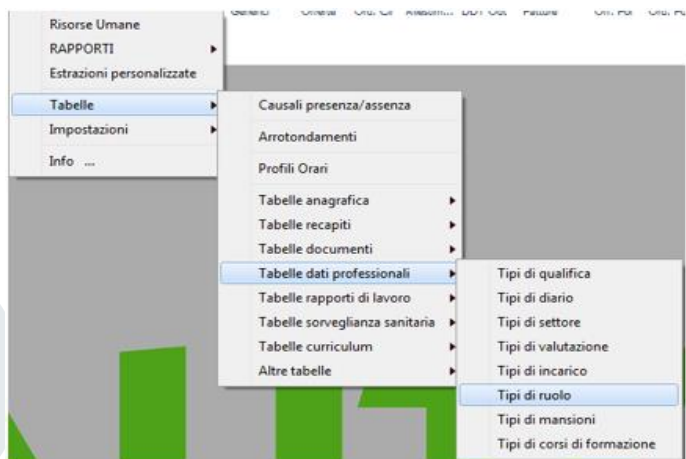 Risorse Umane
RAPPORTI
Estrazioni personalizzate
Tabelle
Impostazioni
Info ...
Causali presenza/assenza
Arrotondamenti
Profili Orari
Tabelle anagrafica
Tabelle recapiti
Tabelle documenti
Tabelle dati professionali
Tabelle rapporti di lavoro
Tabelle sorveglianza sanitaria
Tabelle curriculum
Altre tabelle
Tipi di qualifica
Tipi di diario
Tipi di settore
Tipi di valutazione
Tipi di incarico
Tipi di ruolo
Tipi di mansioni
Tipi di corsi di formazione